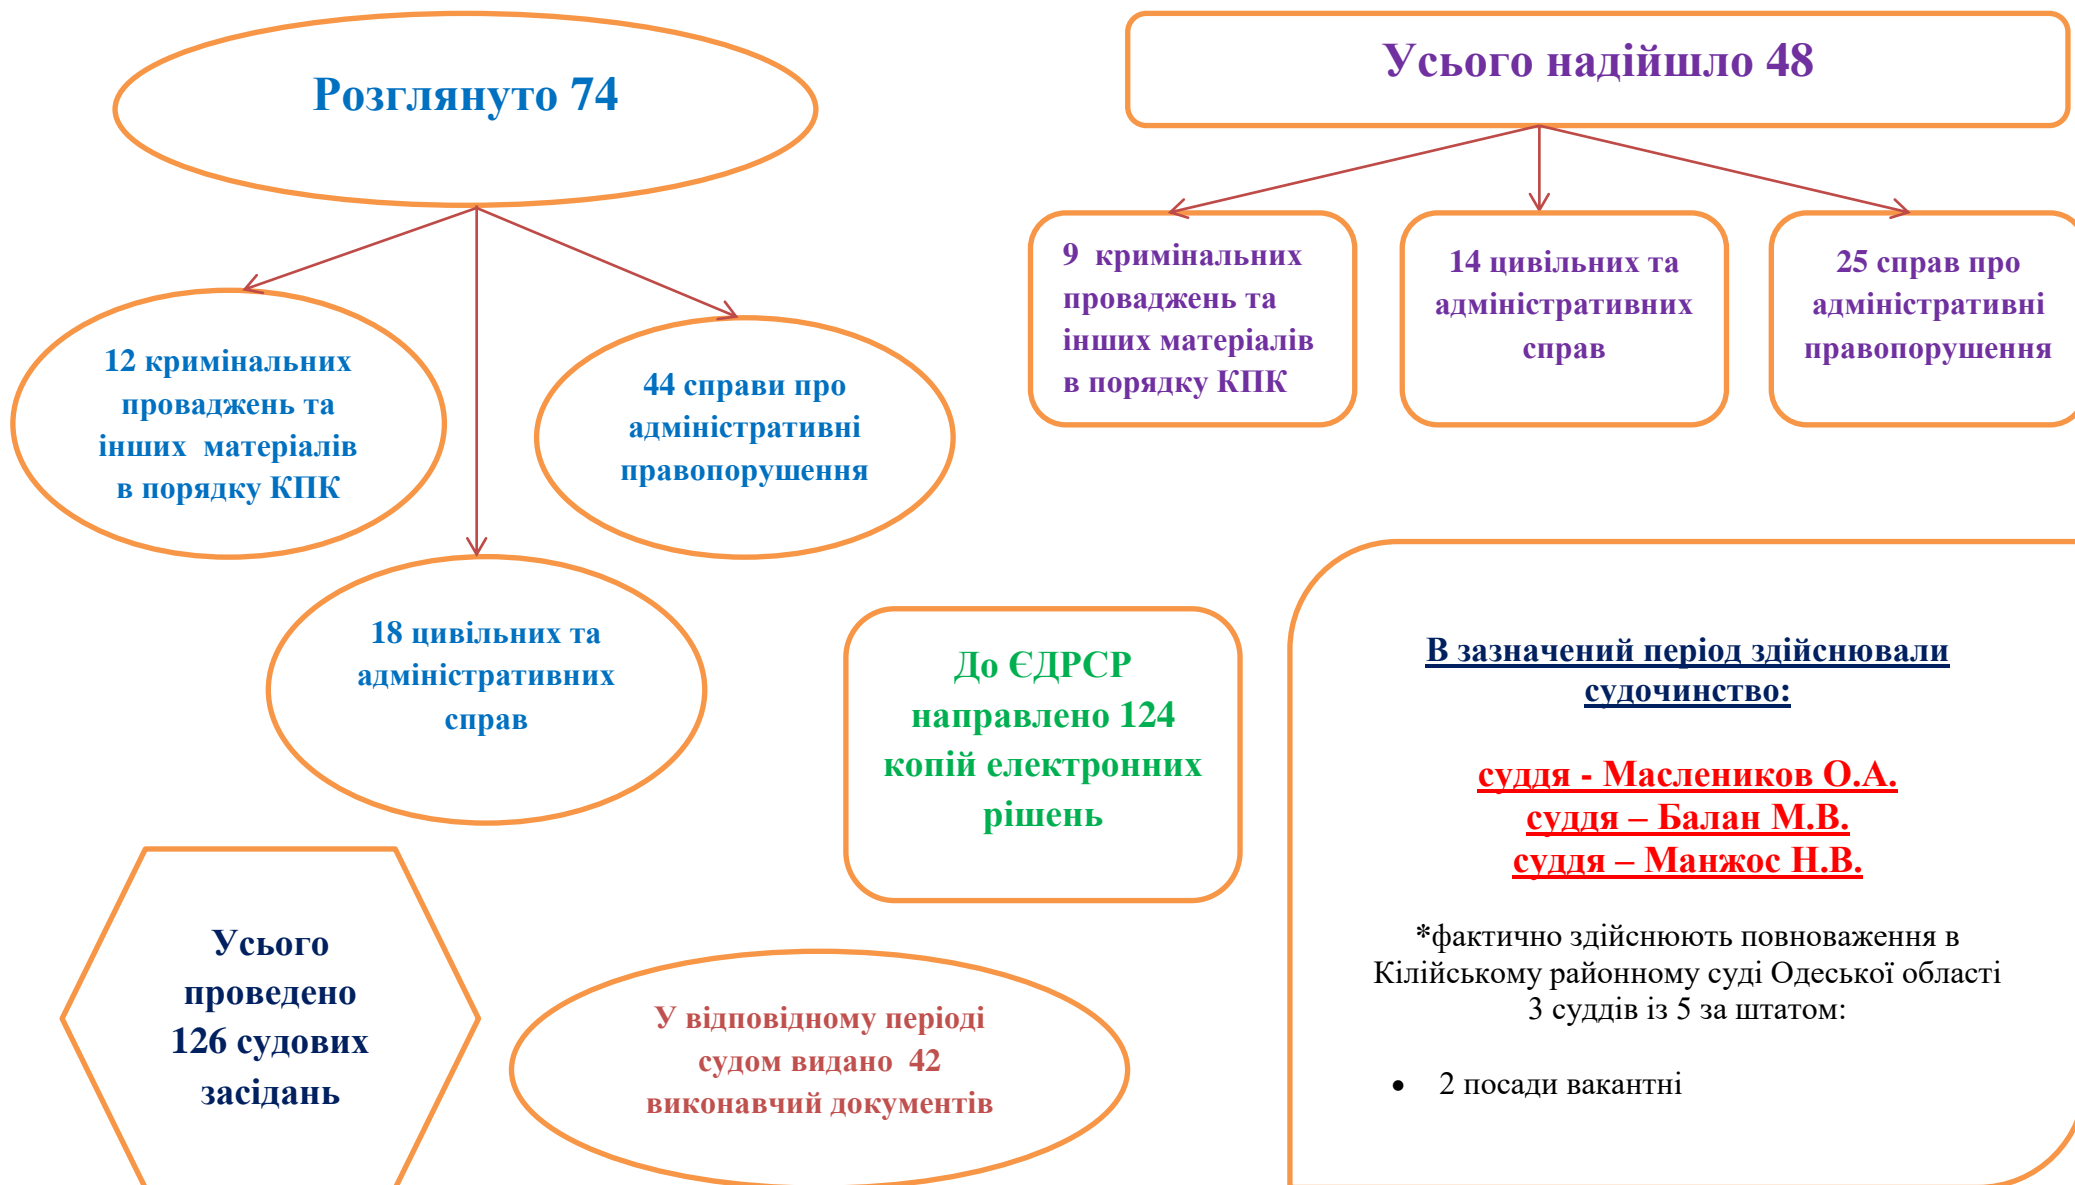 Розглянуто 74
Усього надійшло 48
12 кримінальних
проваджень та
інших  матеріалів
в порядку КПК
44 справи про
адміністративні
правопорушення
18 цивільних та
адміністративних
справ
9  кримінальних
проваджень та
інших матеріалів
в порядку КПК
14 цивільних та
адміністративних
справ
25 справ про
адміністративні
правопорушення
До ЄДРСР
направлено 124
копій електронних
рішень
В зазначений період здійснювали
судочинство:
суддя - Маслеников О.А.
суддя – Балан М.В.
суддя – Манжос Н.В.
*фактично здійснюють повноваження в
Кілійському районному суді Одеської області
3 суддів із 5 за штатом:
• 2 посади вакантні
Усього
проведено
126 судових
засідань
У відповідному періоді
судом видано  42
виконавчий документів